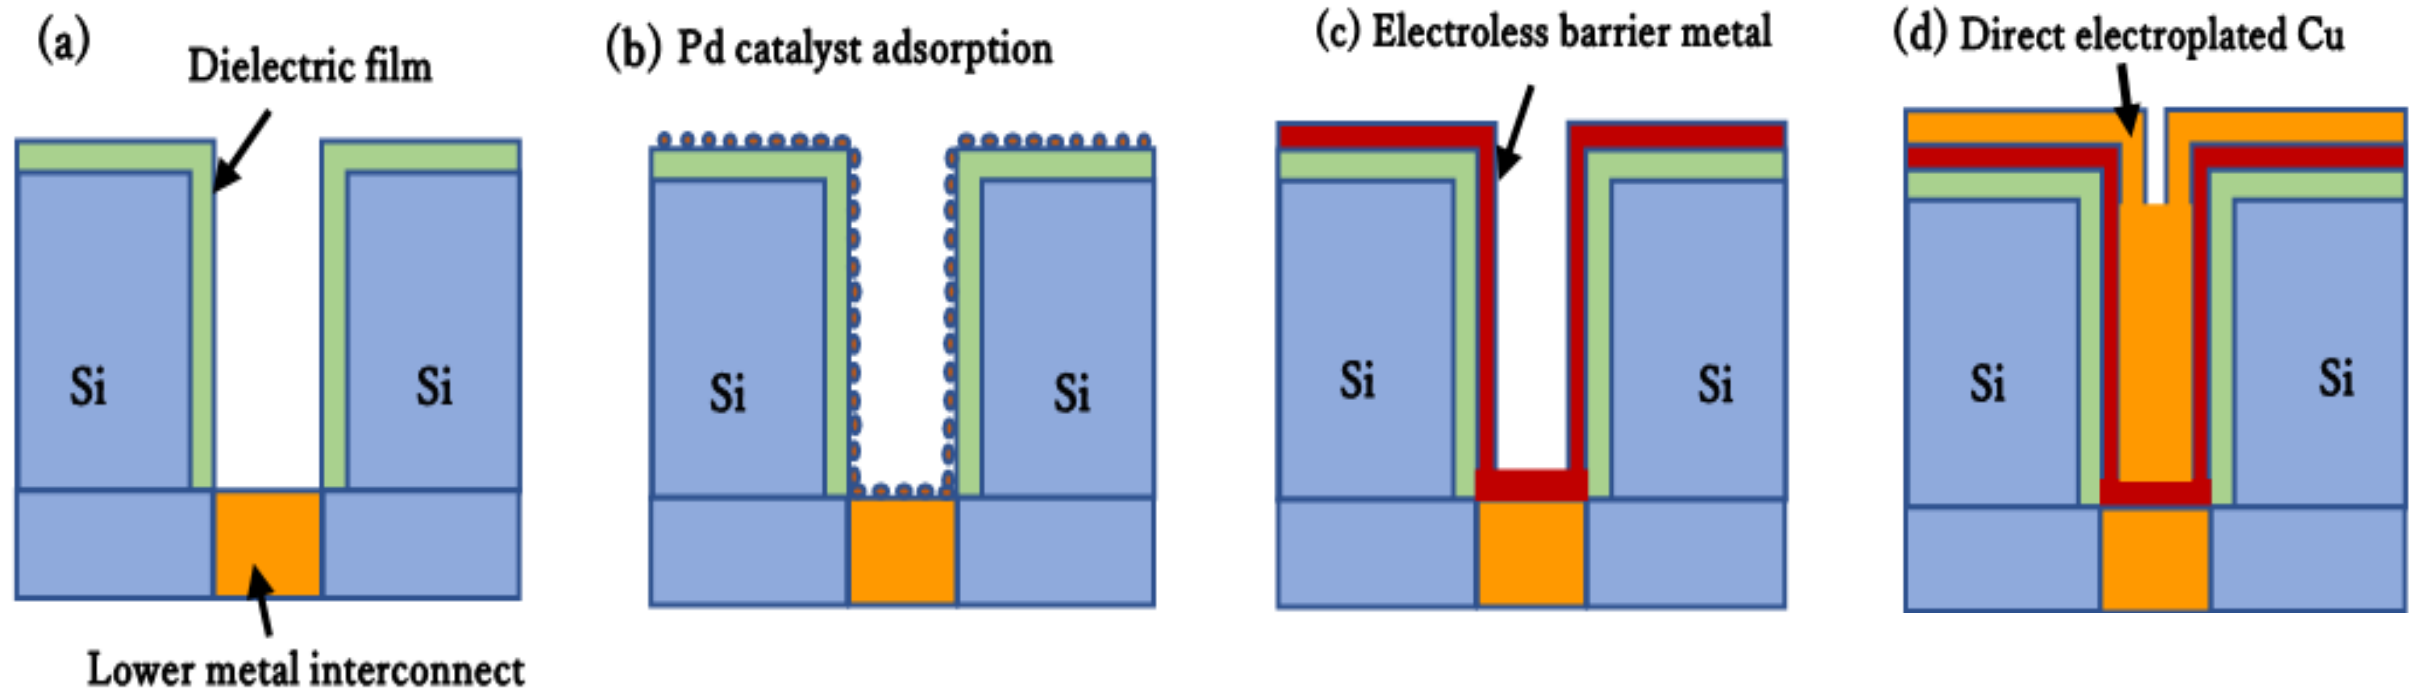 (a)
Dielectric film
Si
Si
Lower metal interconnect
(b) Pd catalyst adsorption
Si
Si
(c) Electroless barrier metal
Si
Si
(d) Direct electroplated Cu
Si
Si